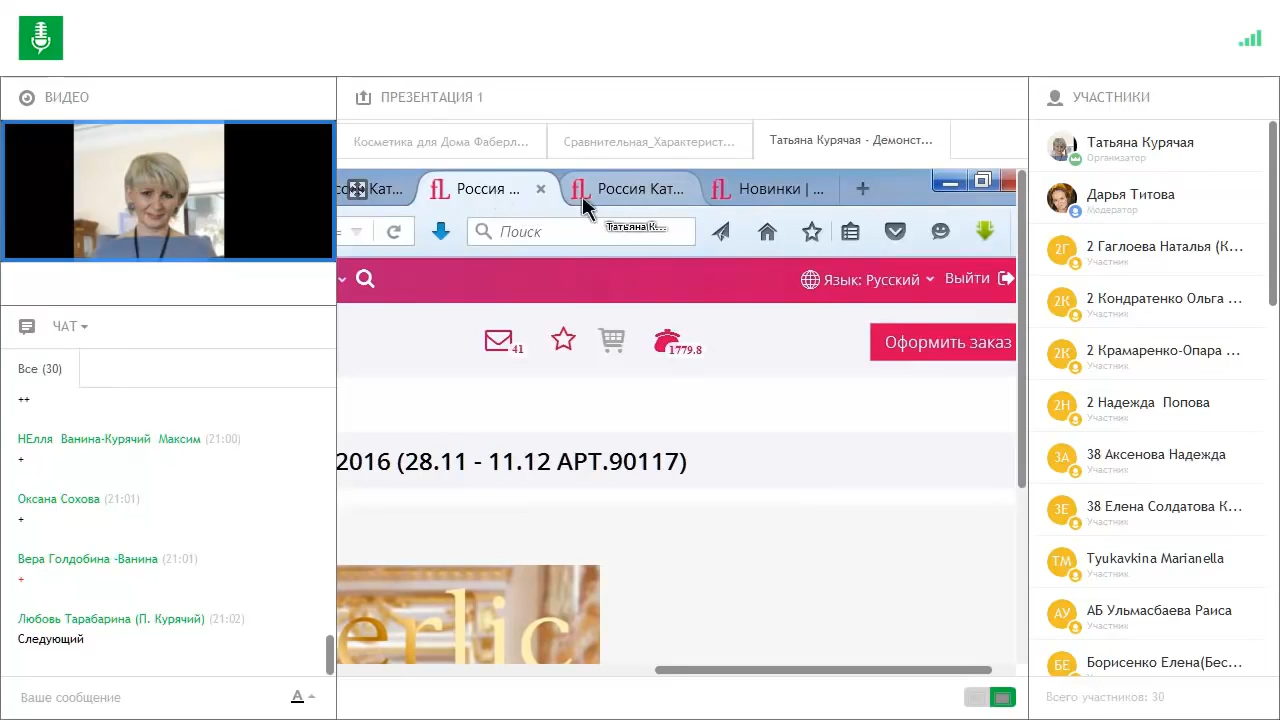 ВИДЕО
ПРЕЗЕНТАЦИЯ 1
УЧАСТНИКИ
Косметика для Дома Фаберл...
Сравнительная_Характерист...
Татьяна Курячая - Демонст...
Кат...
Россия ...
Россия Кат...
Новинки | ...
Поиск
Татьяна К...
Язык: Русский
Выйти
41
1779.8
Оформить заказ
2016 (28.11 - 11.12 АРТ.90117)
erlic
ЧАТ
Все (30)
++
НЕлля Ванина-Курячий Максим (21:00)
+
Оксана Сохова (21:01)
+
Вера Голдобина -Ванина (21:01)
+
Любовь Тарабарина (П. Курячий) (21:02)
Следующий
Ваше сообщение
А
Татьяна Курячая
Организатор
Дарья Титова
Модератор
2Г
2 Гаглоева Наталья (К...
Участник
2К
2 Кондратенко Ольга ...
Участник
2К
2 Крамаренко-Опара ...
Участник
2Н
2 Надежда Попова
Участник
3А
38 Аксенова Надежда
Участник
3Е
38 Елена Солдатова К...
Участник
TM
Tyukavkina Marianella
Участник
АУ
АБ Ульмасбаева Раиса
Участник
БЕ
Борисенко Елена(Бес...
Всего участников: 30